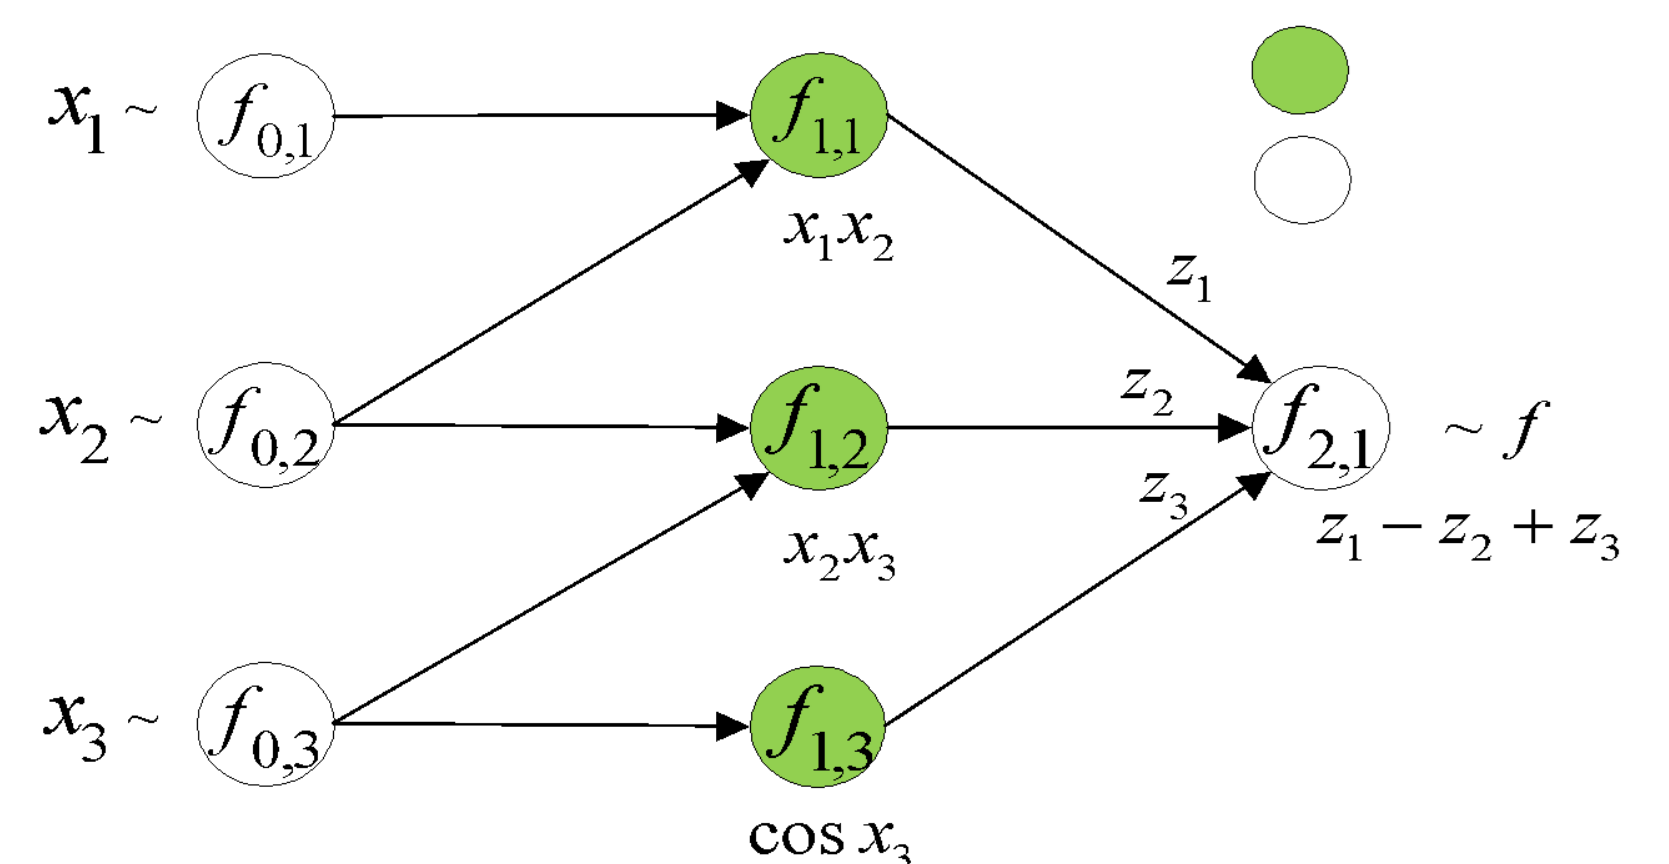 x₁ ~ f₀,₁ f₁,₁
x₁x₂
z₁
x₂ ~ f₀,₂ f₁,₂ z₂ f₂,₁ ~ f
z₃
x₂x₃ z₁ − z₂ + z₃
x₃ ~ f₀,₃ f₁,₃
cos x₃